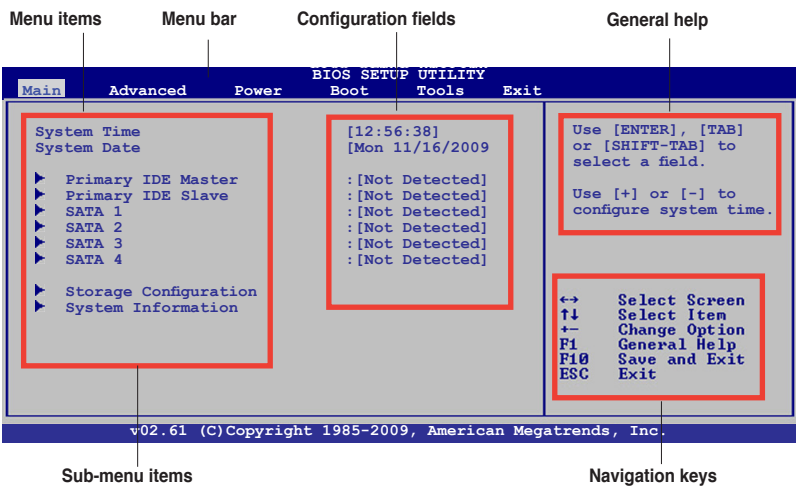 Menu items Menu bar Configuration fields General help
BIOS SETUP UTILITY
Main Advanced Power Boot Tools Exit
System Time [12:56:38]
System Date [Mon 11/16/2009
Primary IDE Master :[Not Detected]
Primary IDE Slave :[Not Detected]
SATA 1 :[Not Detected]
SATA 2 :[Not Detected]
SATA 3 :[Not Detected]
SATA 4 :[Not Detected]
Storage Configuration
System Information
Use [ENTER], [TAB]
or [SHIFT-TAB] to
select a field.
Use [+] or [-] to
configure system time.
↔ Select Screen
↑↓ Select Item
+- Change Option
F1 General Help
F10 Save and Exit
ESC Exit
v02.61 (C)Copyright 1985-2009, American Megatrends, Inc.
Sub-menu items Navigation keys